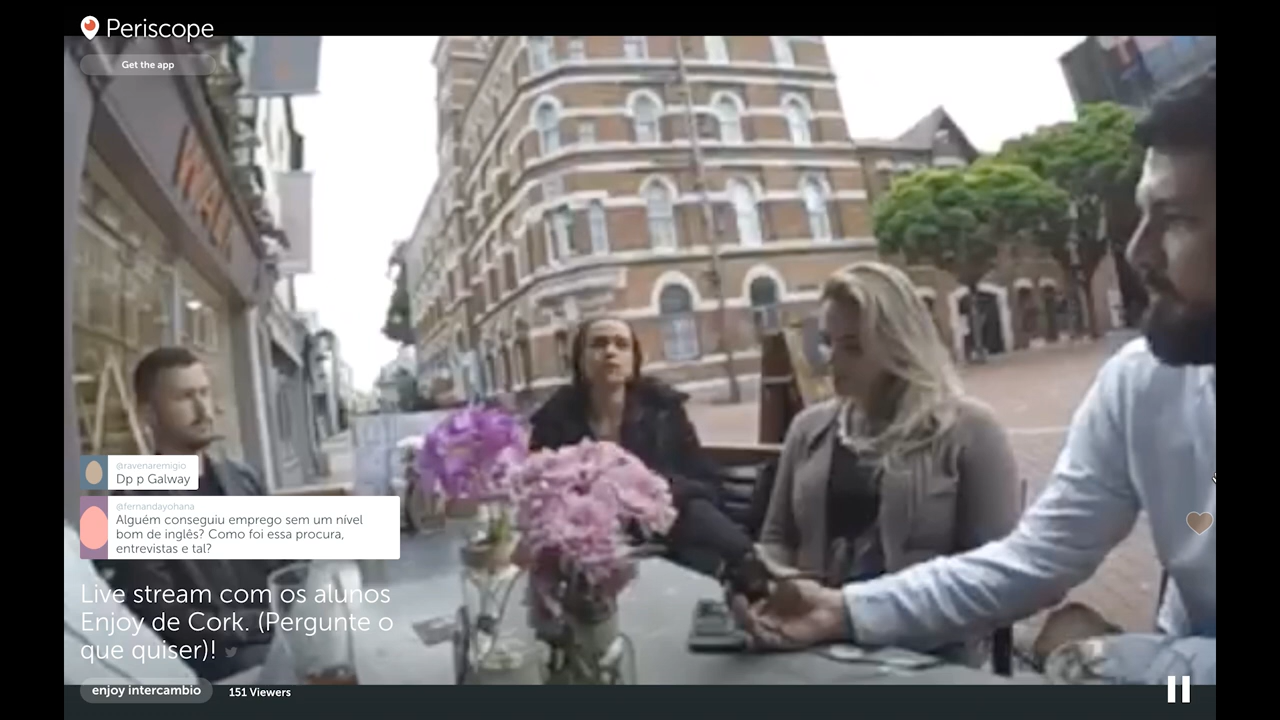 Periscope
Get the app
@ravenaremigio
Dp p Galway
@fernandayohana
Alguém conseguiu emprego sem um nível
bom de inglês? Como foi essa procura,
entrevistas e tal?
Live stream com os alunos
Enjoy de Cork. (Pergunte o
que quiser)!
enjoy intercambio
151 Viewers